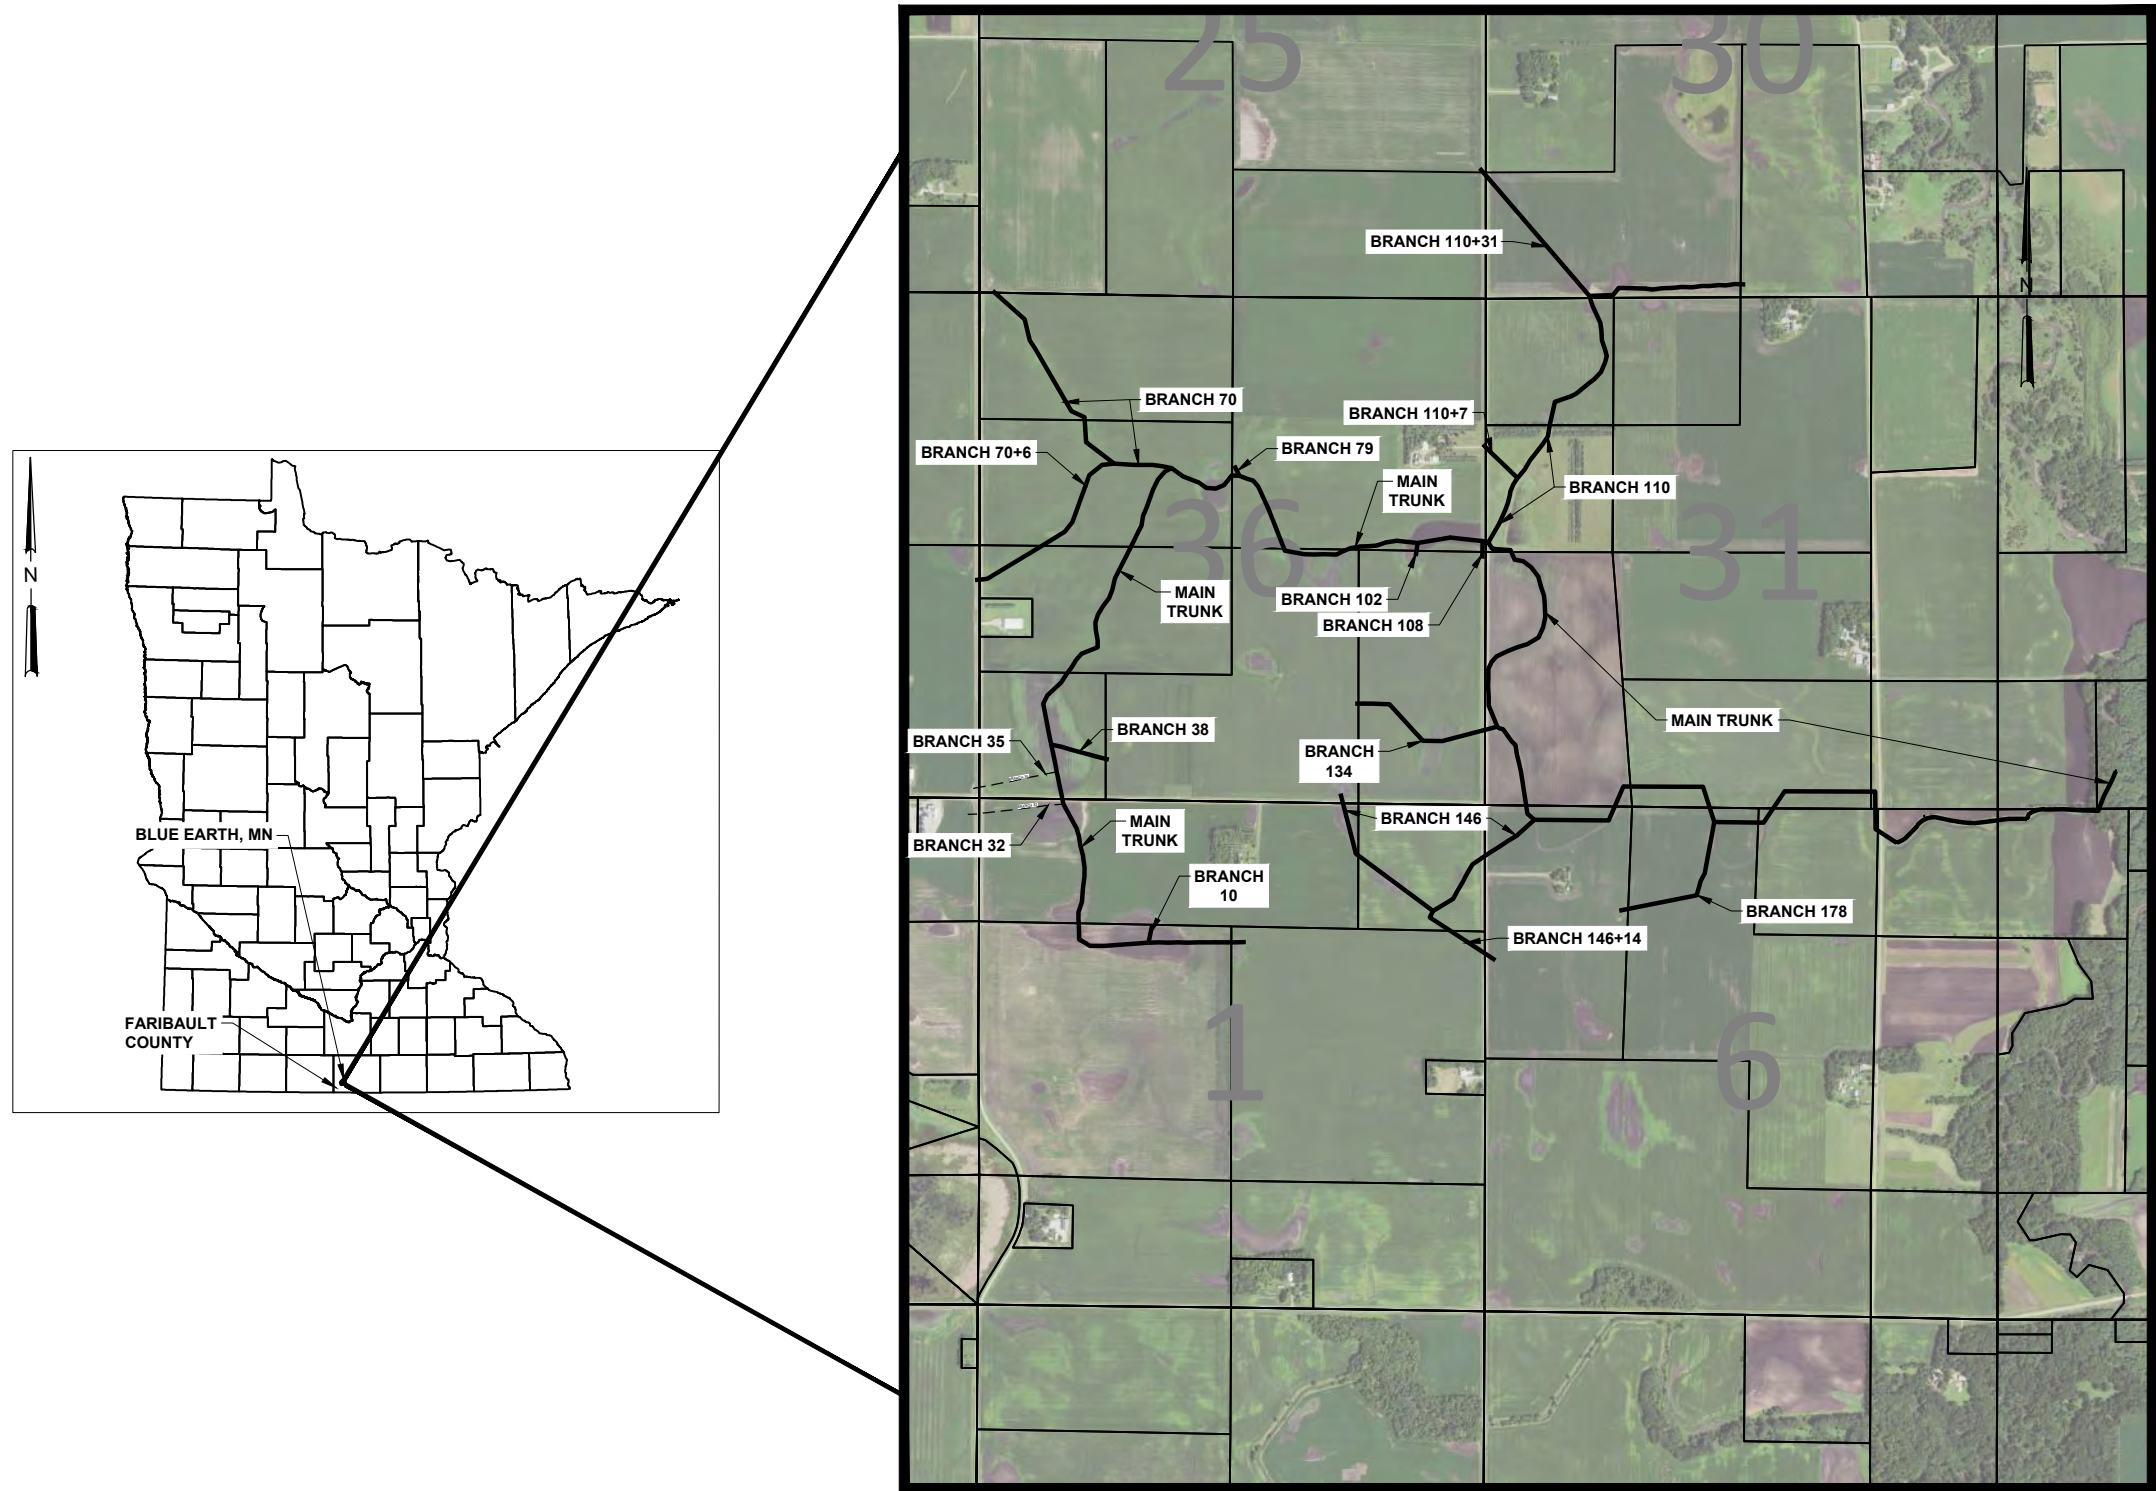 25
30
BRANCH 110+31
N
BRANCH 70
BRANCH 110+7
BRANCH 70+6
BRANCH 79
MAIN
TRUNK
BRANCH 110
36
31
N
MAIN
TRUNK
BRANCH 102
BRANCH 108
MAIN TRUNK
BRANCH 38
BRANCH 35
BRANCH
134
BRANCH 146
MAIN
TRUNK
BLUE EARTH, MN
BRANCH 32
BRANCH
10
BRANCH 178
BRANCH 146+14
FARIBAULT
COUNTY
1
6